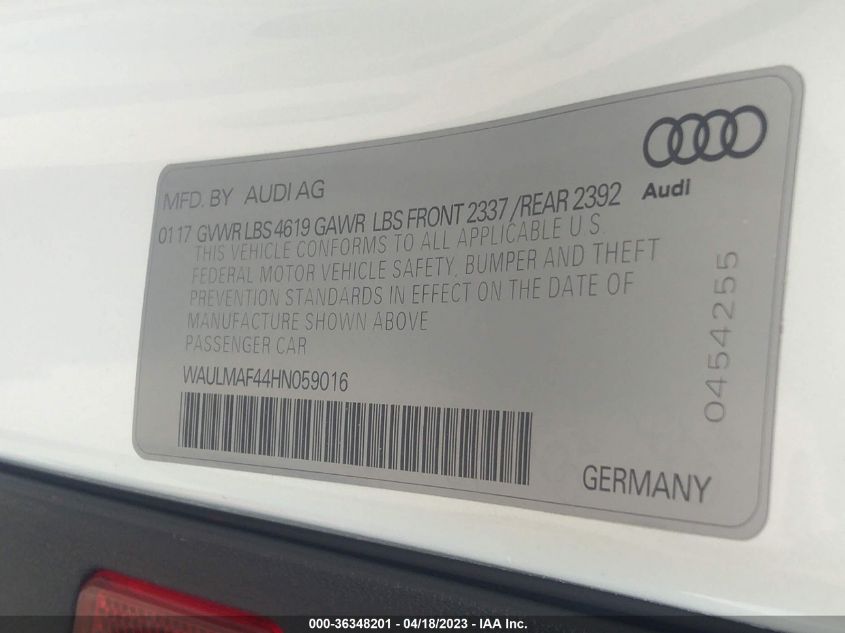 MFD. BY AUDI AG
Audi
01 17 GVWR LBS 4619 GAWR LBS FRONT 2337 /REAR 2392
THIS VEHICLE CONFORMS TO ALL APPLICABLE U.S.
FEDERAL MOTOR VEHICLE SAFETY, BUMPER AND THEFT
PREVENTION STANDARDS IN EFFECT ON THE DATE OF
MANUFACTURE SHOWN ABOVE
PASSENGER CAR
WAULMAF44HN059016
0454255
GERMANY
000-36348201 - 04/18/2023 - IAA Inc.